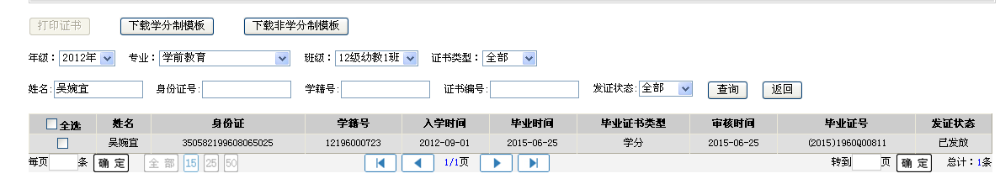 打印证书 下载学分制模板 下载非学分制模板
年级：2012年 专业：学前教育 班级：12级幼教1班 证书类型：全部
姓名:吴婉宜 身份证号: 学籍号: 证书编号: 发证状态:全部 查询 返回
全选 姓名 身份证 学籍号 入学时间 毕业时间 毕业证书类型 审核时间 毕业证号 发证状态
吴婉宜 350582199608065025 12196000723 2012-09-01 2015-06-25 学分 2015-06-25 (2015)1960Q00811 已发放
每页 条 确 定 全 部 15 25 50 1/1页 转到 页 确 定 总计：1条